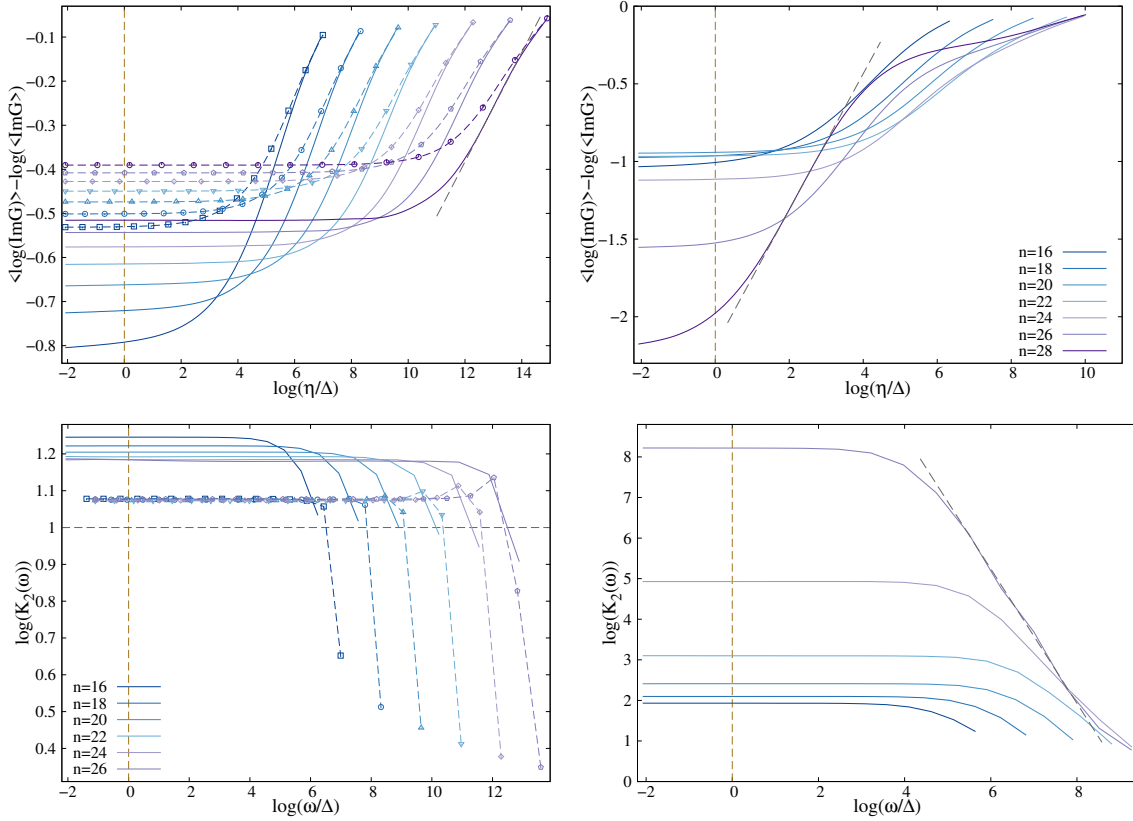 <log(ImG)>−log(<ImG>)
−0.1
−0.2
−0.3
−0.4
−0.5
−0.6
−0.7
−0.8
−2 0 2 4 6 8 10 12 14
log(η/Δ)
<log(ImG)>−log(<ImG>)
0
−0.5
−1
−1.5
−2
n=16
n=18
n=20
n=22
n=24
n=26
n=28
−2 0 2 4 6 8 10
log(η/Δ)
log(K₂(ω))
1.2
1.1
1
0.9
0.8
0.7
0.6
0.5
0.4
n=16
n=18
n=20
n=22
n=24
n=26
−2 0 2 4 6 8 10 12
log(ω/Δ)
log(K₂(ω))
8
7
6
5
4
3
2
1
0
−2 0 2 4 6 8
log(ω/Δ)